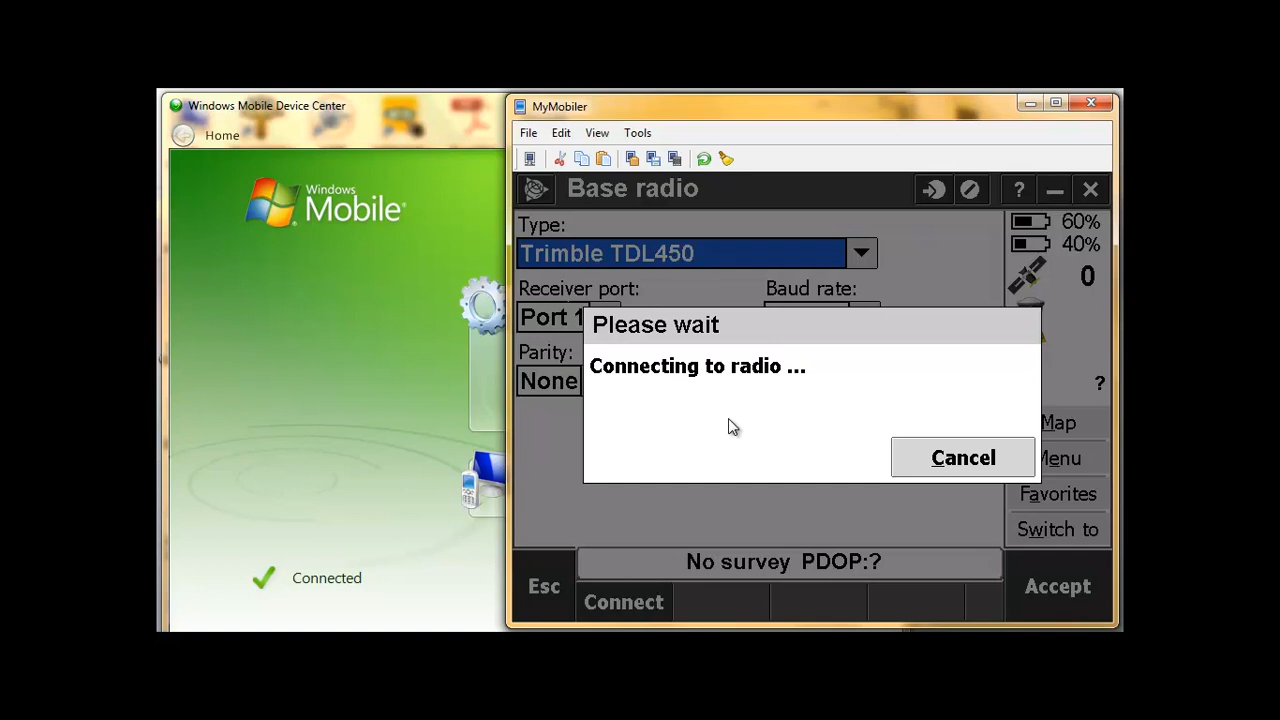 Windows Mobile Device Center
Home
Windows
Mobile
Connected
MyMobiler
File Edit View Tools
Base radio
?
Type:
60%
Trimble TDL450
40%
0
Receiver port: Baud rate:
Port 1
Please wait
Parity:
Connecting to radio ...
None
?
Map
Cancel
Menu
Favorites
Switch to
No survey PDOP:?
Esc
Accept
Connect